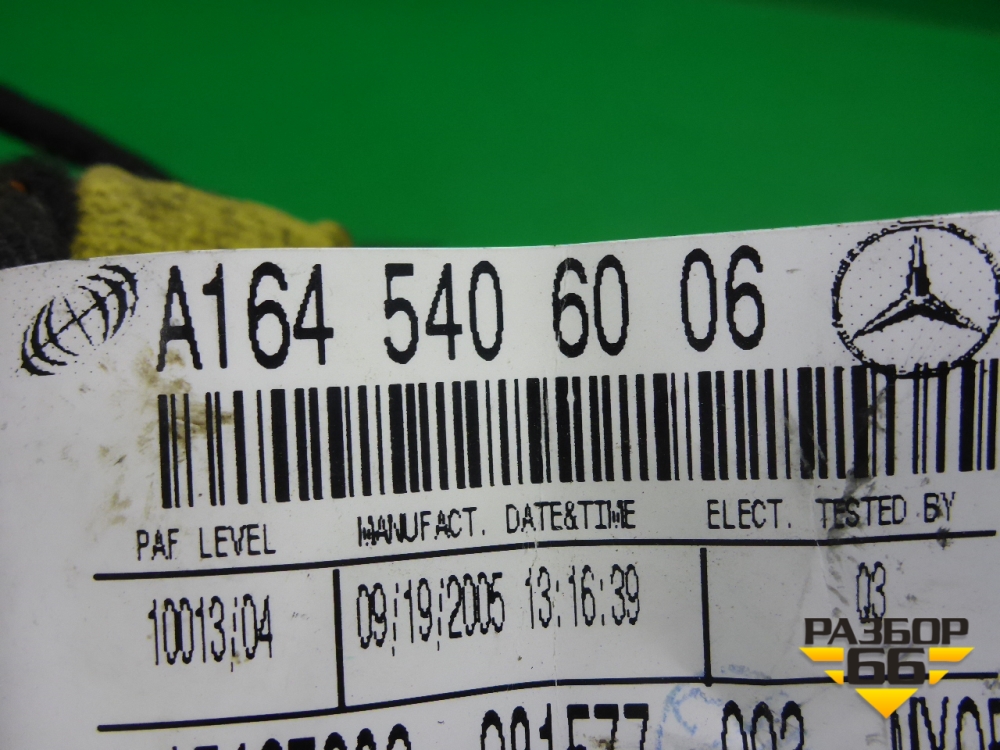 A164 540 60 06
PAF LEVEL MANUFACT. DATE&TIME ELECT. TESTED BY
10013;04 09;19;2005 13:16:39 03
РАЗБОР
66